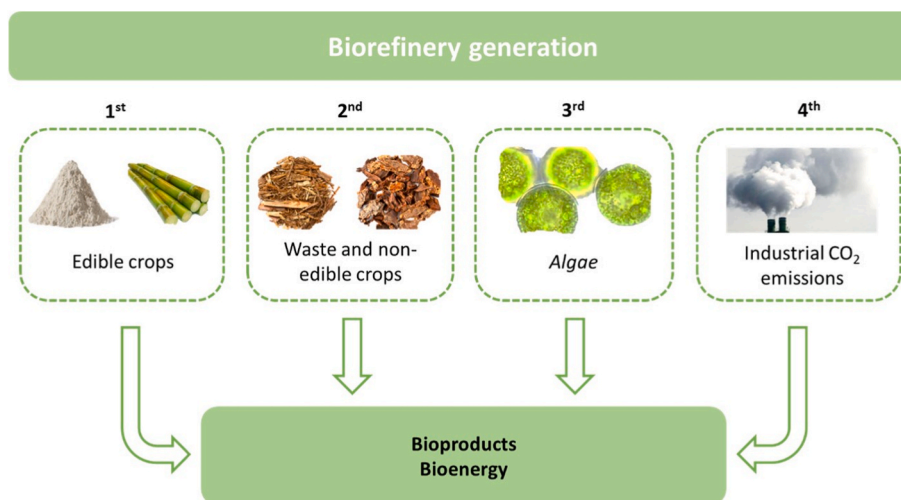 Biorefinery generation
1st
2nd
3rd
4th
Edible crops
Waste and non-
edible crops
Algae
Industrial CO2
emissions
Bioproducts
Bioenergy